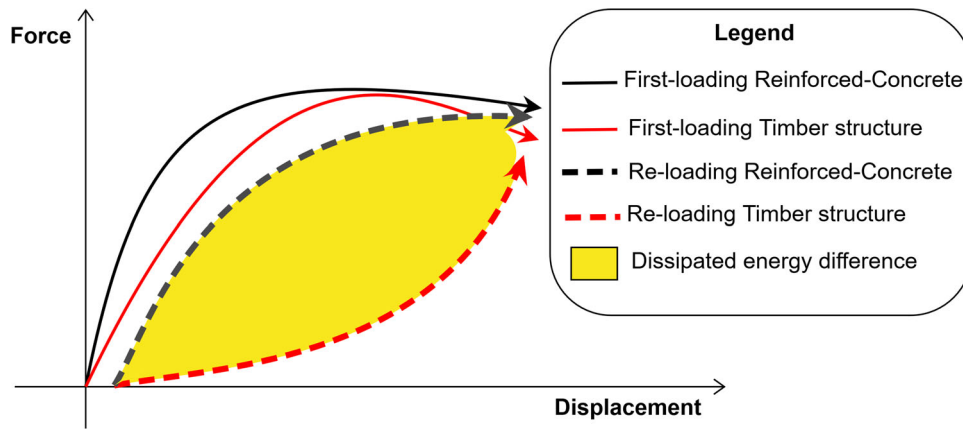 Force
Legend
First-loading Reinforced-Concrete
First-loading Timber structure
Re-loading Reinforced-Concrete
Re-loading Timber structure
Dissipated energy difference
Displacement